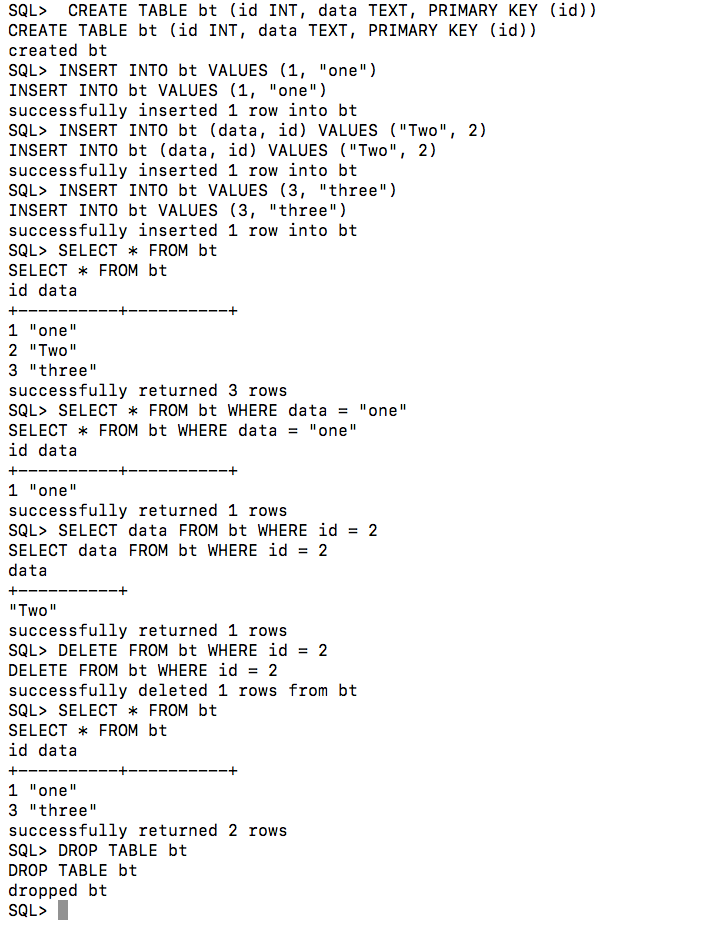 SQL>  CREATE TABLE bt (id INT, data TEXT, PRIMARY KEY (id))
CREATE TABLE bt (id INT, data TEXT, PRIMARY KEY (id))
created bt
SQL> INSERT INTO bt VALUES (1, "one")
INSERT INTO bt VALUES (1, "one")
successfully inserted 1 row into bt
SQL> INSERT INTO bt (data, id) VALUES ("Two", 2)
INSERT INTO bt (data, id) VALUES ("Two", 2)
successfully inserted 1 row into bt
SQL> INSERT INTO bt VALUES (3, "three")
INSERT INTO bt VALUES (3, "three")
successfully inserted 1 row into bt
SQL> SELECT * FROM bt
SELECT * FROM bt
id data
+----------+----------+
1 "one"
2 "Two"
3 "three"
successfully returned 3 rows
SQL> SELECT * FROM bt WHERE data = "one"
SELECT * FROM bt WHERE data = "one"
id data
+----------+----------+
1 "one"
successfully returned 1 rows
SQL> SELECT data FROM bt WHERE id = 2
SELECT data FROM bt WHERE id = 2
data
+----------+
"Two"
successfully returned 1 rows
SQL> DELETE FROM bt WHERE id = 2
DELETE FROM bt WHERE id = 2
successfully deleted 1 rows from bt
SQL> SELECT * FROM bt
SELECT * FROM bt
id data
+----------+----------+
1 "one"
3 "three"
successfully returned 2 rows
SQL> DROP TABLE bt
DROP TABLE bt
dropped bt
SQL>